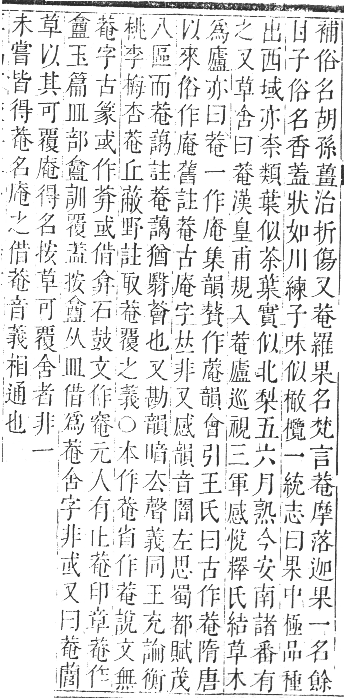 補俗名胡孫薑治折傷又菴羅果名梵言菴摩落迦果一名餘
甘子俗名香蓋狀如川練子味似橄欖一統志曰果中極品種
出西域亦柰類葉似茶葉實似北梨五六月熟今安南諸番有
之又草舍曰菴漢皇甫規入菴廬巡視三軍感悅釋氏結草木
爲廬亦曰菴一作庵集韻𦿆作蓭韻會引王氏曰古作菴隋唐
以來俗作庵舊註菴古庵字𠀤非又感韻音闇左思蜀都賦茂
八區而菴藹註菴藹猶翳薈也又勘韻暗去聲義同王充論衡
桃李梅杏菴丘蔽野註取菴覆之義○本作菴省作菴說文無
菴字古篆或作莽或借弇石鼓文作䆛元人有止菴印章菴作
盦玉篇皿部盦訓覆蓋按盦从皿借爲菴舍字非或又曰菴䕡
草以其可覆庵得名按草可覆舍者非一
未嘗皆得菴名庵之借菴音義相通也